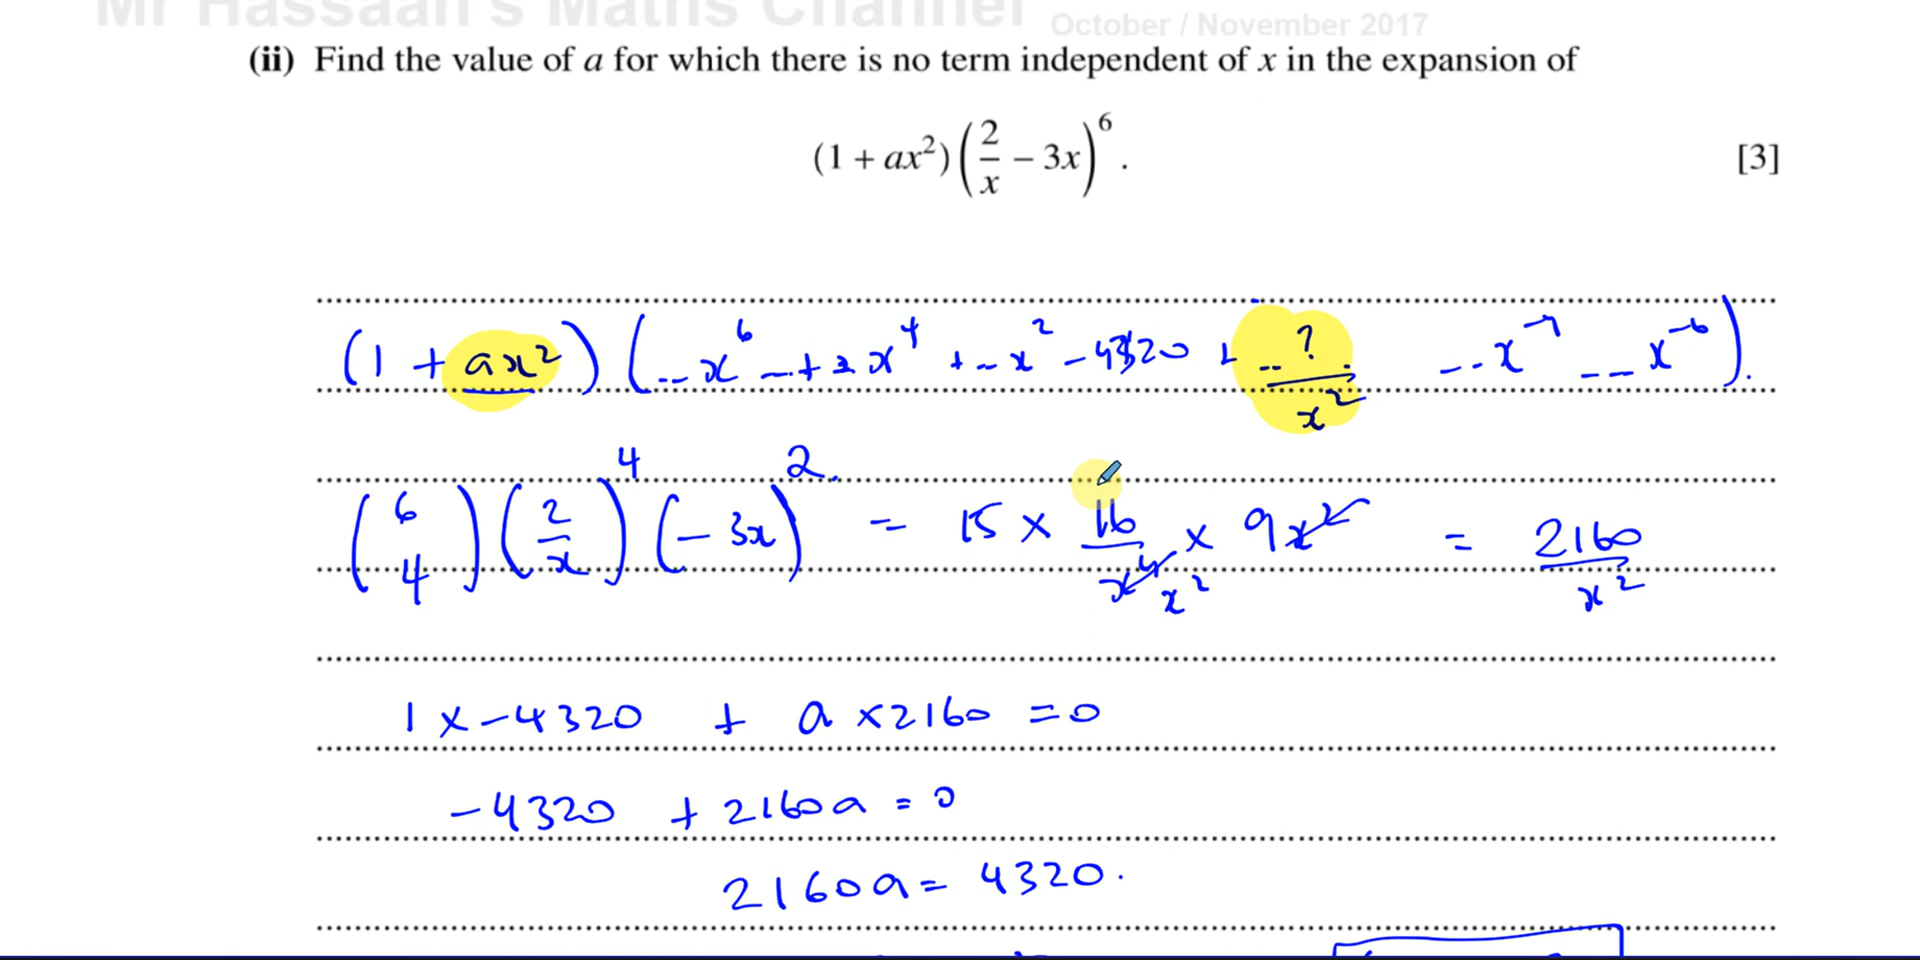 Mr Hassaan's Maths Channel
October / November 2017
(ii) Find the value of a for which there is no term independent of x in the expansion of
(1 + ax²)(2/x − 3x)⁶. [3]
(1 + ax²)(-- x⁶ --+ x⁴ + -- x² - 4320 + --?/x² --x⁻ --x⁻⁶).
(6 4)(2/x)⁴(-3x)². = 15 × 16/x⁴ x² × 9x² = 2160/x²
1 x -4320 + a x2160 = 0
-4320 + 2160a = 0
2160a = 4320.